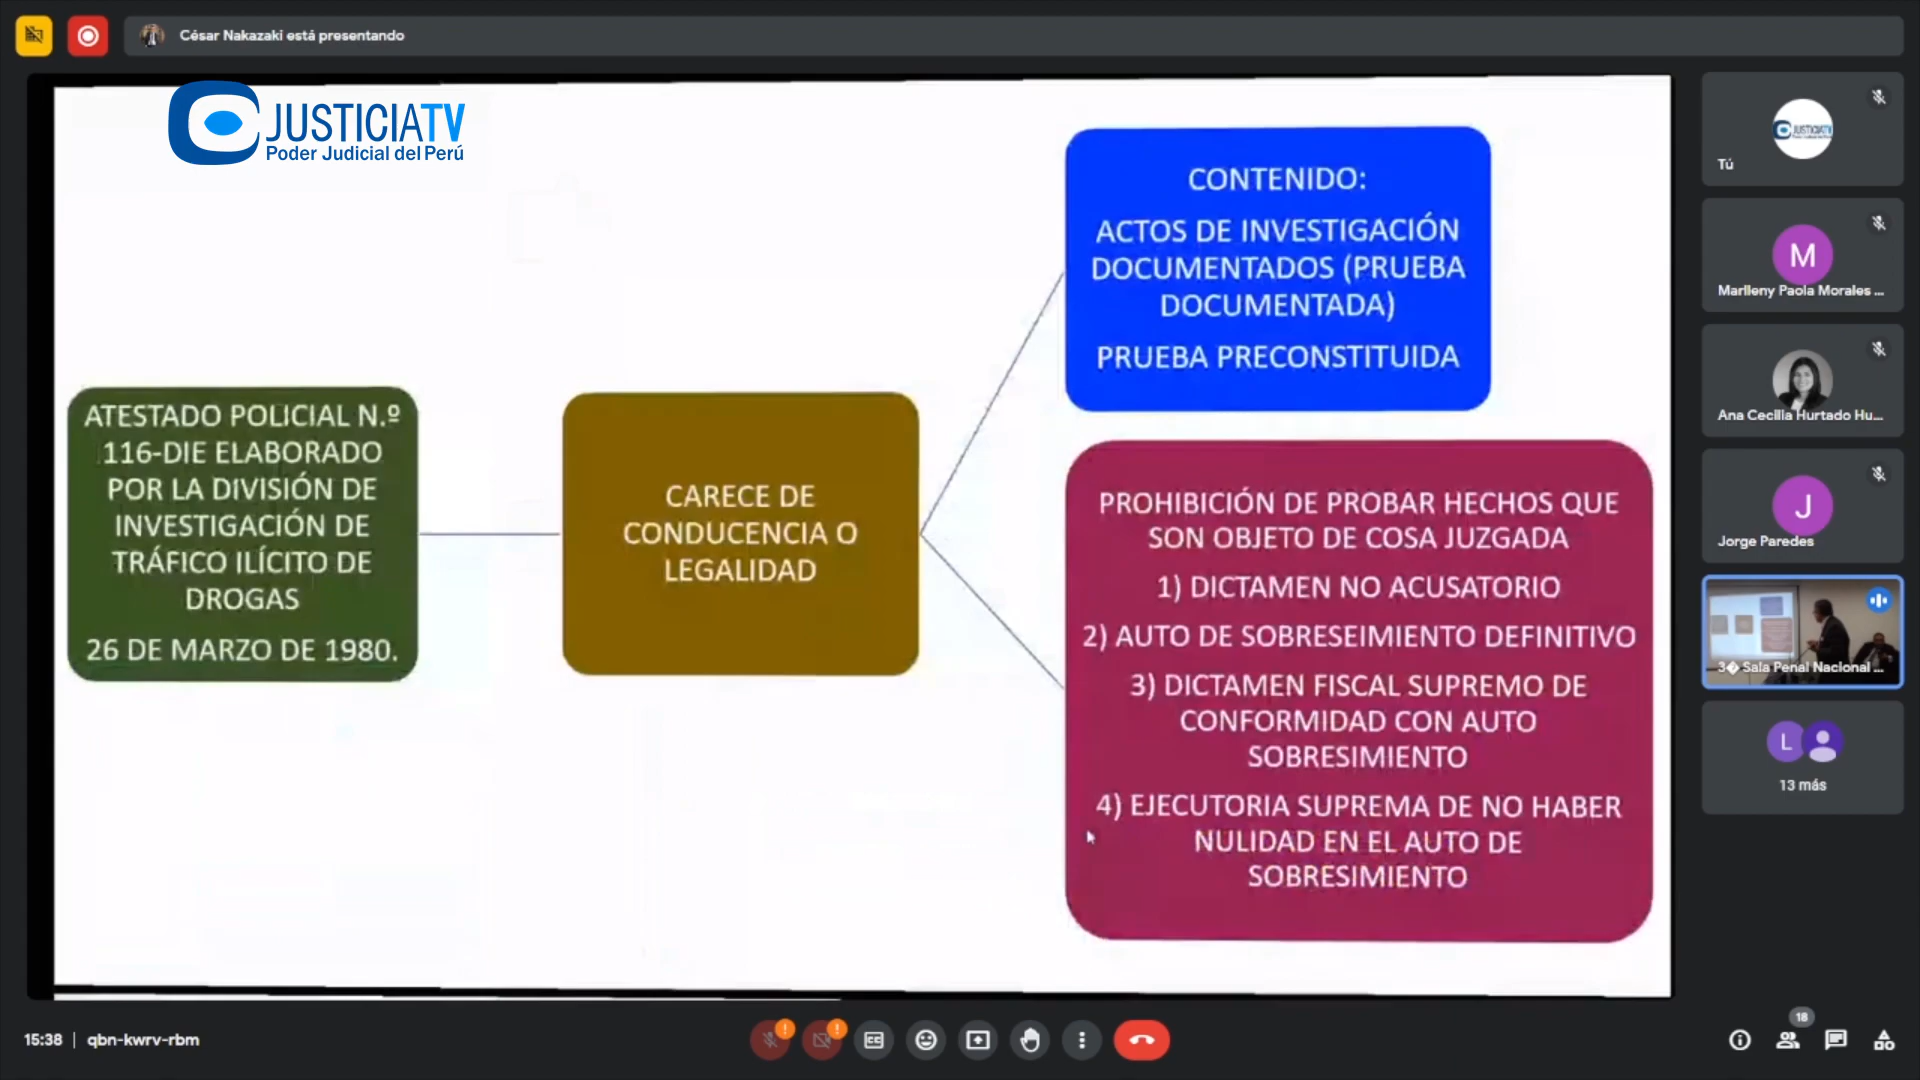 César Nakazaki está presentando
JUSTICIATV
Poder Judicial del Perú
ATESTADO POLICIAL N.º
116-DIE ELABORADO
POR LA DIVISIÓN DE
INVESTIGACIÓN DE
TRÁFICO ILÍCITO DE
DROGAS
26 DE MARZO DE 1980.
CARECE DE
CONDUCENCIA O
LEGALIDAD
CONTENIDO:
ACTOS DE INVESTIGACIÓN
DOCUMENTADOS (PRUEBA
DOCUMENTADA)
PRUEBA PRECONSTITUIDA
PROHIBICIÓN DE PROBAR HECHOS QUE
SON OBJETO DE COSA JUZGADA
1) DICTAMEN NO ACUSATORIO
2) AUTO DE SOBRESEIMIENTO DEFINITIVO
3) DICTAMEN FISCAL SUPREMO DE
CONFORMIDAD CON AUTO
SOBRESIMIENTO
4) EJECUTORIA SUPREMA DE NO HABER
NULIDAD EN EL AUTO DE
SOBRESIMIENTO
JUSTICIATV
Tú
M
Marlleny Paola Morales ...
Ana Cecilia Hurtado Hu...
J
Jorge Paredes
3� Sala Penal Nacional ...
L
13 más
15:38 | qbn-kwrv-rbm
18